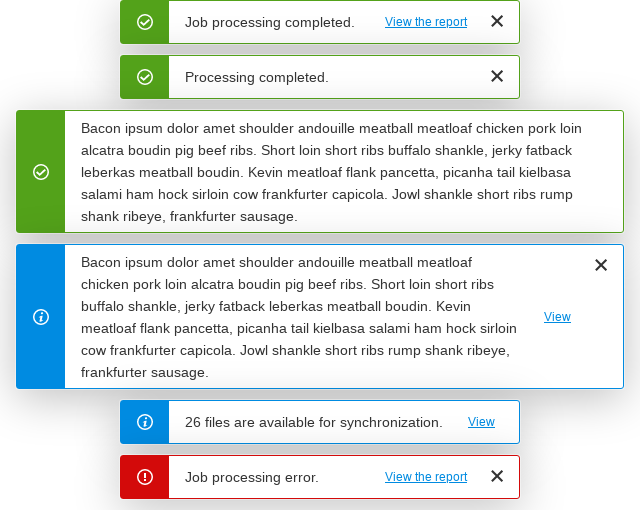 Job processing completed. View the report
Processing completed.
Bacon ipsum dolor amet shoulder andouille meatball meatloaf chicken pork loin
alcatra boudin pig beef ribs. Short loin short ribs buffalo shankle, jerky fatback
leberkas meatball boudin. Kevin meatloaf flank pancetta, picanha tail kielbasa
salami ham hock sirloin cow frankfurter capicola. Jowl shankle short ribs rump
shank ribeye, frankfurter sausage.
Bacon ipsum dolor amet shoulder andouille meatball meatloaf
chicken pork loin alcatra boudin pig beef ribs. Short loin short ribs
buffalo shankle, jerky fatback leberkas meatball boudin. Kevin
meatloaf flank pancetta, picanha tail kielbasa salami ham hock sirloin
cow frankfurter capicola. Jowl shankle short ribs rump shank ribeye,
frankfurter sausage.
View
26 files are available for synchronization. View
Job processing error. View the report